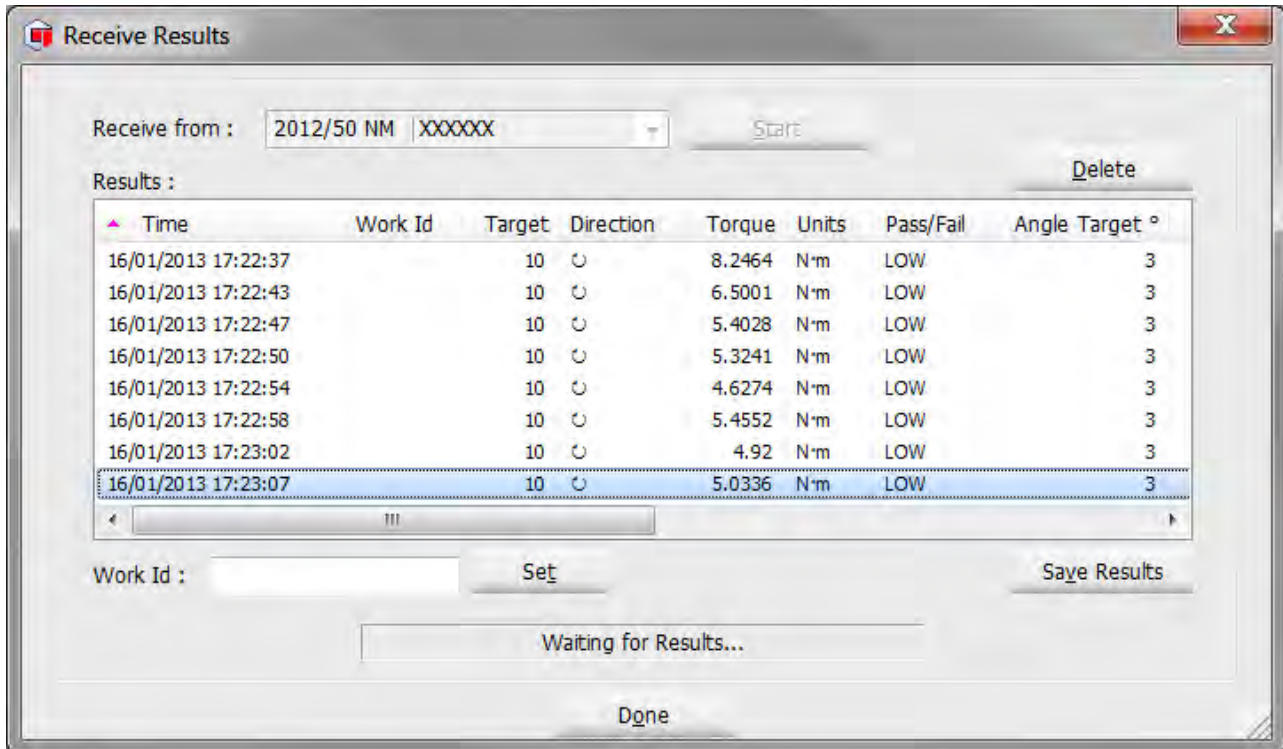 Receive Results
X
Receive from : 2012/50 NM | XXXXXX Start
Results : Delete
Time Work Id Target Direction Torque Units Pass/Fail Angle Target °
16/01/2013 17:22:37 10 ↻ 8.2464 N·m LOW 3
16/01/2013 17:22:43 10 ↻ 6.5001 N·m LOW 3
16/01/2013 17:22:47 10 ↻ 5.4028 N·m LOW 3
16/01/2013 17:22:50 10 ↻ 5.3241 N·m LOW 3
16/01/2013 17:22:54 10 ↻ 4.6274 N·m LOW 3
16/01/2013 17:22:58 10 ↻ 5.4552 N·m LOW 3
16/01/2013 17:23:02 10 ↻ 4.92 N·m LOW 3
16/01/2013 17:23:07 10 ↻ 5.0336 N·m LOW 3
Work Id : Set Save Results
Waiting for Results...
Done